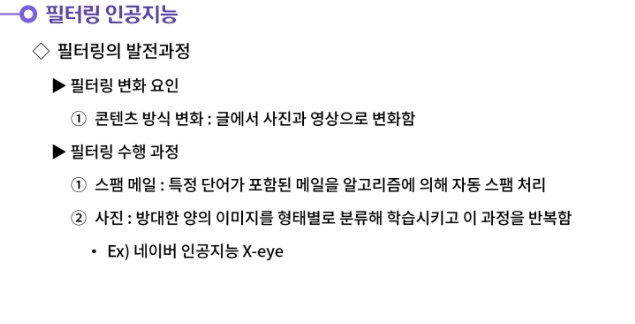 필터링 인공지능
◇ 필터링의 발전과정
▶ 필터링 변화 요인
① 콘텐츠 방식 변화 : 글에서 사진과 영상으로 변화함
▶ 필터링 수행 과정
① 스팸 메일 : 특정 단어가 포함된 메일을 알고리즘에 의해 자동 스팸 처리
② 사진 : 방대한 양의 이미지를 형태별로 분류해 학습시키고 이 과정을 반복함
• Ex) 네이버 인공지능 X-eye